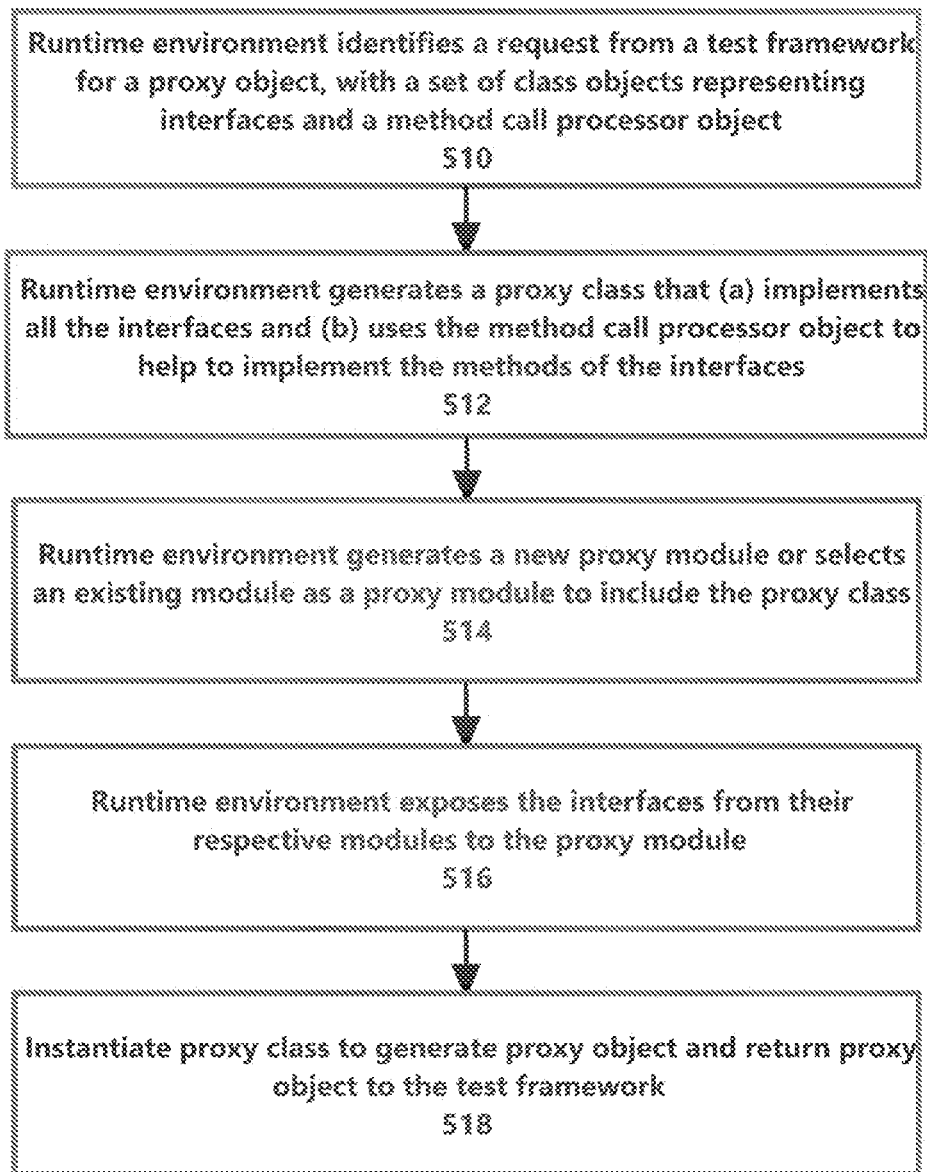 Runtime environment identifies a request from a test framework
for a proxy object, with a set of class objects representing
interfaces and a method call processor object
510
Runtime environment generates a proxy class that (a) implements
all the interfaces and (b) uses the method call processor object to
help to implement the methods of the interfaces
512
Runtime environment generates a new proxy module or selects
an existing module as a proxy module to include the proxy class
514
Runtime environment exposes the interfaces from their
respective modules to the proxy module
516
Instantiate proxy class to generate proxy object and return proxy
object to the test framework
518